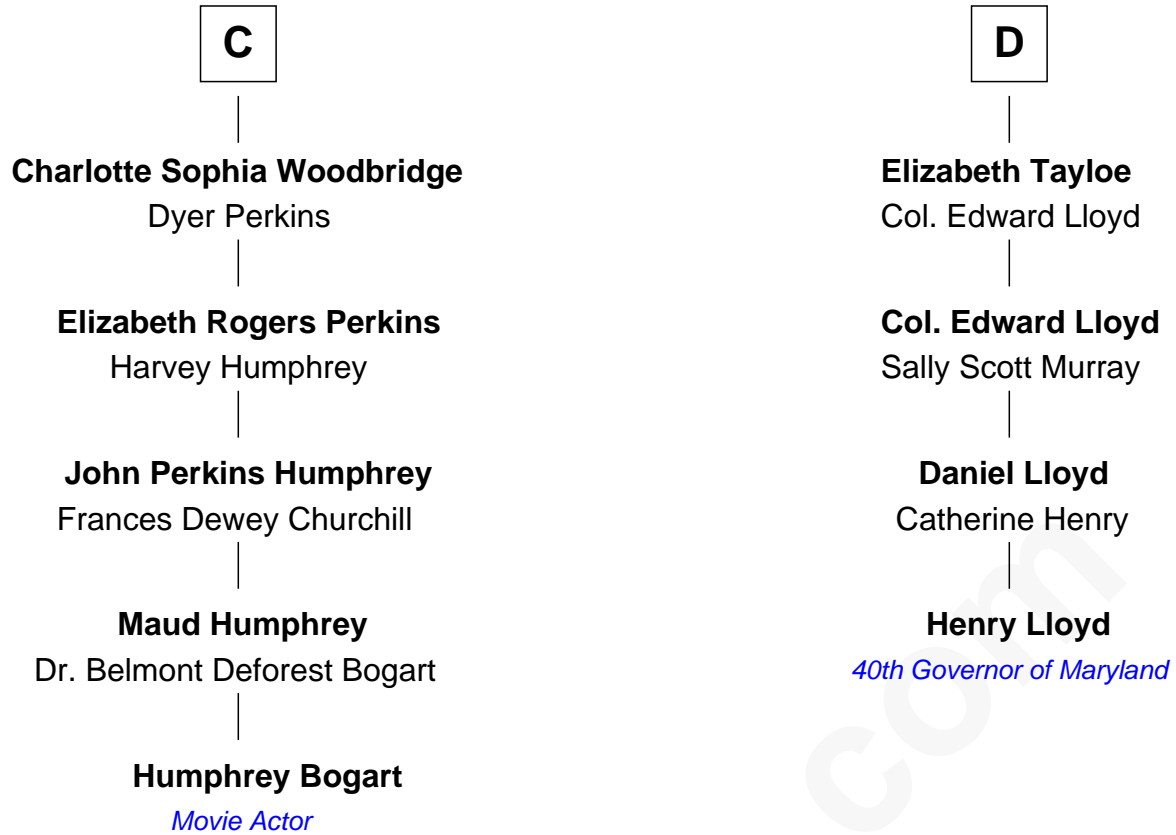 C
Charlotte Sophia Woodbridge
Dyer Perkins
Elizabeth Rogers Perkins
Harvey Humphrey
John Perkins Humphrey
Frances Dewey Churchill
Maud Humphrey
Dr. Belmont Deforest Bogart
Humphrey Bogart
Movie Actor
D
Elizabeth Tayloe
Col. Edward Lloyd
Col. Edward Lloyd
Sally Scott Murray
Daniel Lloyd
Catherine Henry
Henry Lloyd
40th Governor of Maryland
com